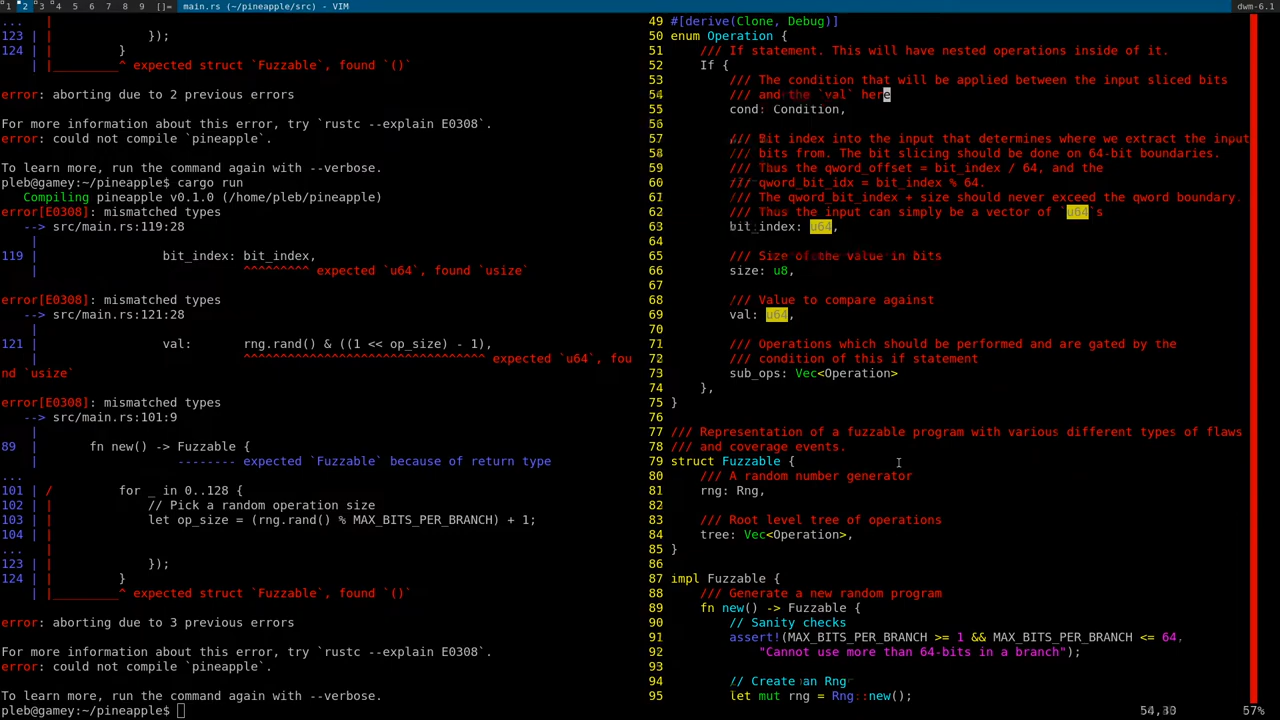 1 2 3 4 5 6 7 8 9 []= main.rs (~/pineapple/src) - VIM dwm-6.1
... |
123 | | });
124 | | }
| |_________^ expected struct `Fuzzable`, found `()`
error: aborting due to 2 previous errors
For more information about this error, try `rustc --explain E0308`.
error: could not compile `pineapple`.
To learn more, run the command again with --verbose.
pleb@gamey:~/pineapple$ cargo run
Compiling pineapple v0.1.0 (/home/pleb/pineapple)
error[E0308]: mismatched types
--> src/main.rs:119:28
|
119 | bit_index: bit_index,
| ^^^^^^^^^ expected `u64`, found `usize`
error[E0308]: mismatched types
--> src/main.rs:121:28
|
121 | val: rng.rand() & ((1 << op_size) - 1),
| ^^^^^^^^^^^^^^^^^^^^^^^^^^^^^^^^^ expected `u64`, fou
nd `usize`
error[E0308]: mismatched types
--> src/main.rs:101:9
|
89 | fn new() -> Fuzzable {
| -------- expected `Fuzzable` because of return type
...
101 | / for _ in 0..128 {
102 | | // Pick a random operation size
103 | | let op_size = (rng.rand() % MAX_BITS_PER_BRANCH) + 1;
104 | |
... |
123 | | });
124 | | }
| |_________^ expected struct `Fuzzable`, found `()`
error: aborting due to 3 previous errors
For more information about this error, try `rustc --explain E0308`.
error: could not compile `pineapple`.
To learn more, run the command again with --verbose.
pleb@gamey:~/pineapple$
49 #[derive(Clone, Debug)]
50 enum Operation {
51 /// If statement. This will have nested operations inside of it.
52 If {
53 /// The condition that will be applied between the input sliced bits
54 /// and the `val` here
55 cond: Condition,
56
57 /// Bit index into the input that determines where we extract the input
58 /// bits from. The bit slicing should be done on 64-bit boundaries.
59 /// Thus the qword_offset = bit_index / 64, and the
60 /// qword_bit_idx = bit_index % 64.
61 /// The qword_bit_index + size should never exceed the qword boundary.
62 /// Thus the input can simply be a vector of `u64`s
63 bit_index: u64,
64
65 /// Size of the value in bits
66 size: u8,
67
68 /// Value to compare against
69 val: u64,
70
71 /// Operations which should be performed and are gated by the
72 /// condition of this if statement
73 sub_ops: Vec<Operation>
74 },
75 }
76
77 /// Representation of a fuzzable program with various different types of flaws
78 /// and coverage events.
79 struct Fuzzable {
80 /// A random number generator
81 rng: Rng,
82
83 /// Root level tree of operations
84 tree: Vec<Operation>,
85 }
86
87 impl Fuzzable {
88 /// Generate a new random program
89 fn new() -> Fuzzable {
90 // Sanity checks
91 assert!(MAX_BITS_PER_BRANCH >= 1 && MAX_BITS_PER_BRANCH <= 64,
92 "Cannot use more than 64-bits in a branch");
93
94 // Create an Rng
95 let mut rng = Rng::new();
57%